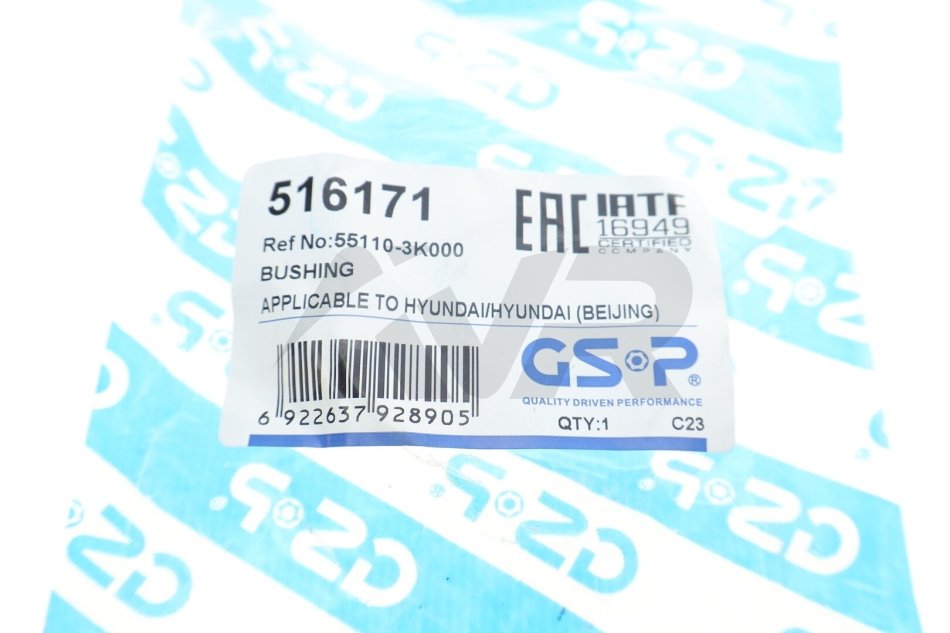 516171
Ref No:55110-3K000
BUSHING
APPLICABLE TO HYUNDAI/HYUNDAI (BEIJING)
EAC
IATF
16949
CERTIFIED
COMPANY
GSP®
QUALITY DRIVEN PERFORMANCE
6 922637 928905
QTY:1
C23